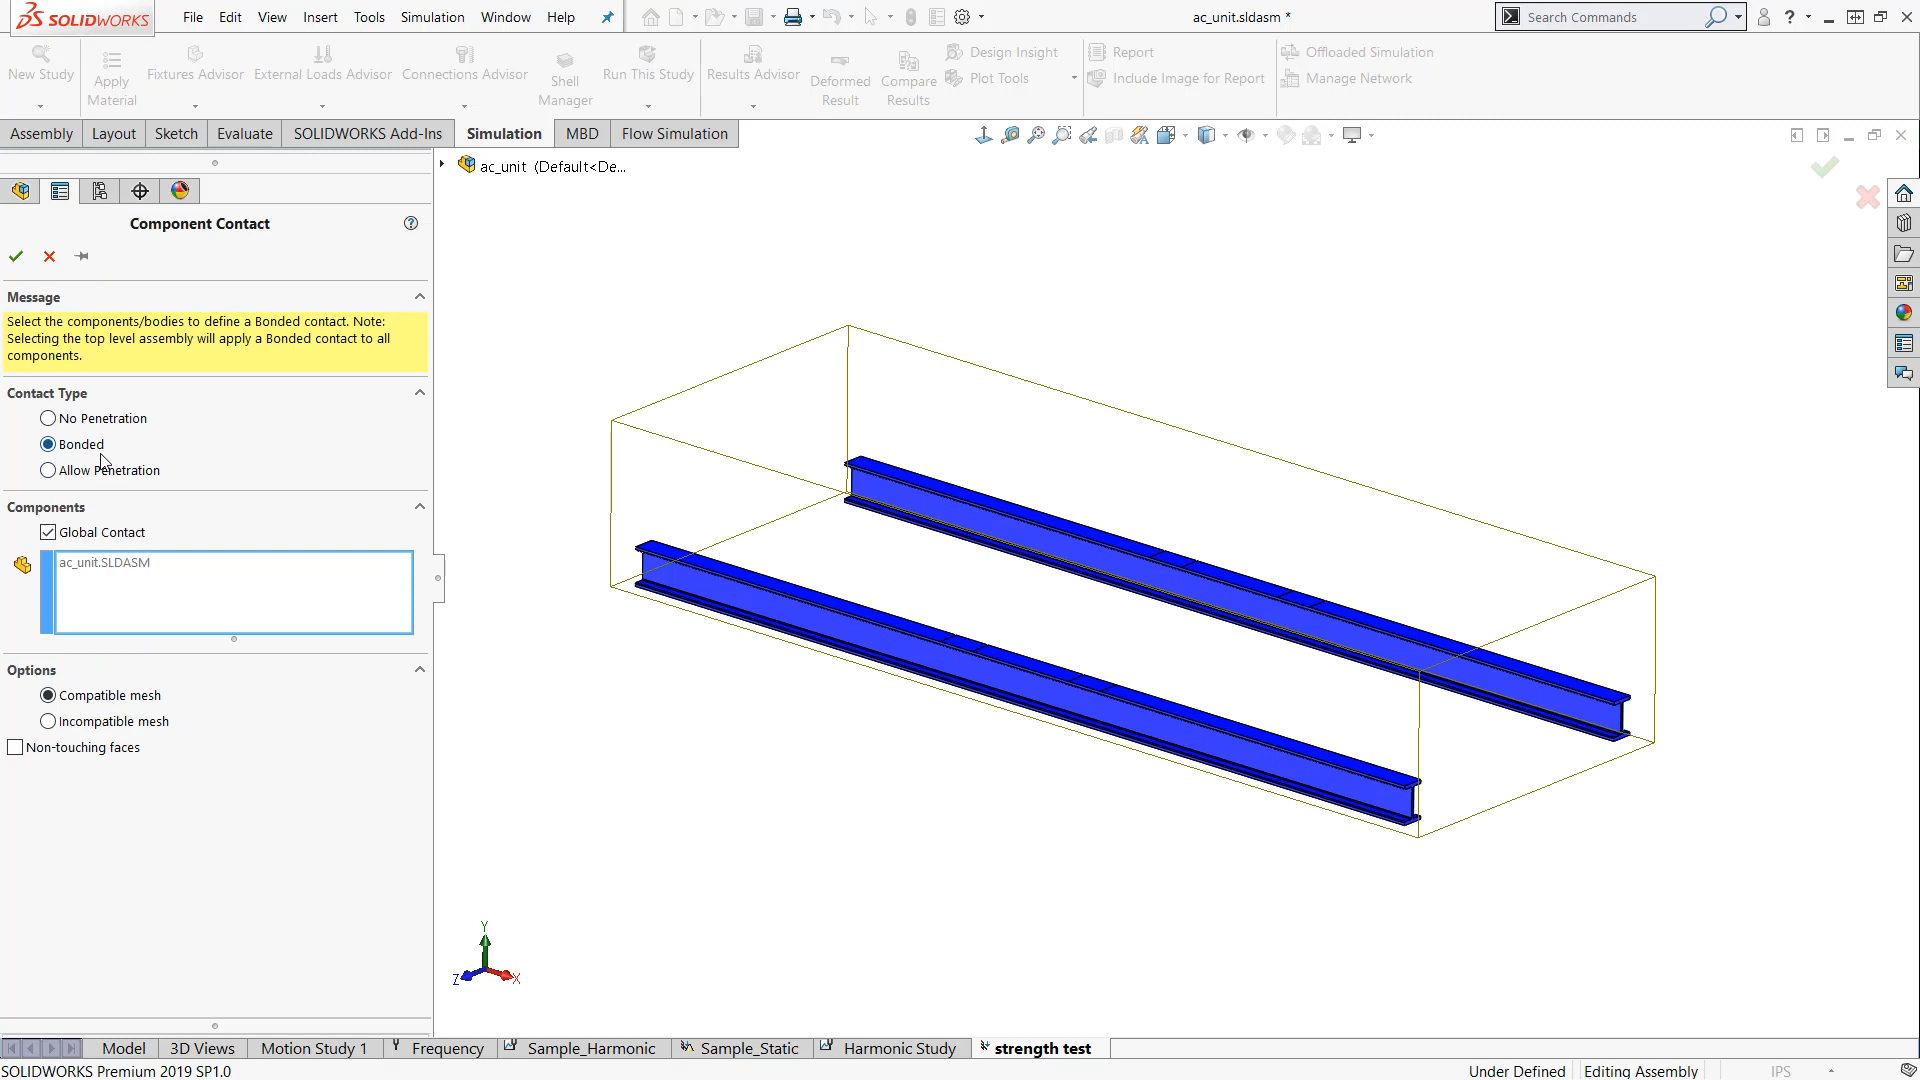 SOLIDWORKS File Edit View Insert Tools Simulation Window Help ac_unit.sldasm * Search Commands ?
New Study Apply Material Fixtures Advisor External Loads Advisor Connections Advisor Shell Manager Run This Study Results Advisor Deformed Result Compare Results Design Insight Plot Tools Report Include Image for Report Offloaded Simulation Manage Network
Assembly Layout Sketch Evaluate SOLIDWORKS Add-Ins Simulation MBD Flow Simulation
ac_unit (Default<De...
Component Contact ?
Message
Select the components/bodies to define a Bonded contact. Note:
Selecting the top level assembly will apply a Bonded contact to all
components.
Contact Type
No Penetration
Bonded
Allow Penetration
Components
Global Contact
ac_unit.SLDASM
Options
Compatible mesh
Incompatible mesh
Non-touching faces
Y
Z X
Model 3D Views Motion Study 1 Frequency Sample_Harmonic Sample_Static Harmonic Study strength test
SOLIDWORKS Premium 2019 SP1.0 Under Defined Editing Assembly IPS